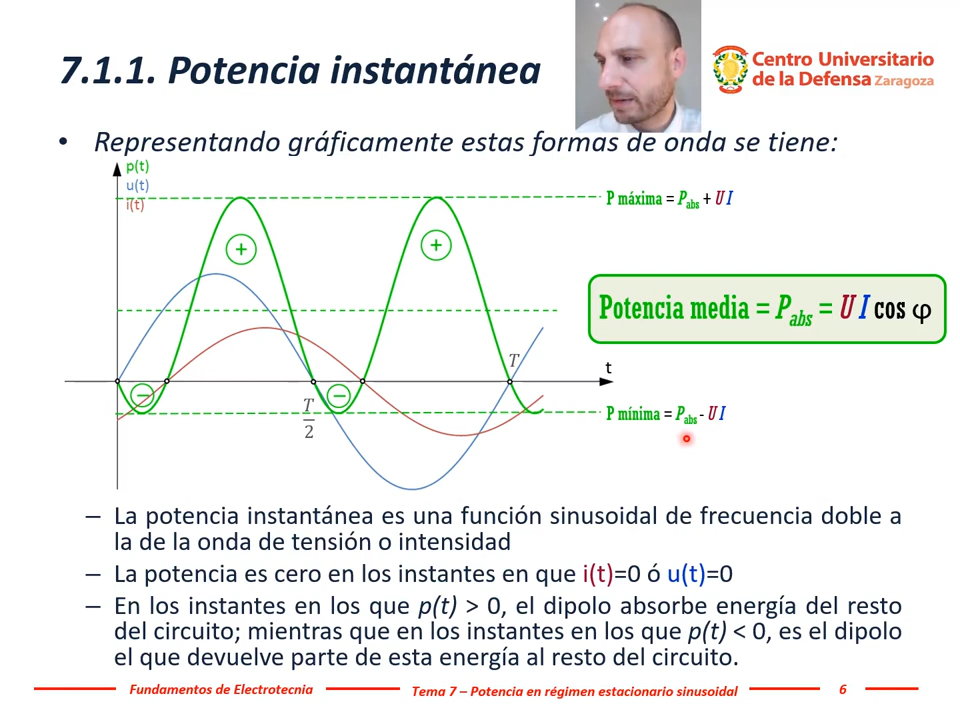 7.1.1. Potencia instantánea
Centro Universitario
de la Defensa Zaragoza
• Representando gráficamente estas formas de onda se tiene:
p(t)
u(t)
i(t)
P máxima = Pabs + U I
+
+
Potencia media = Pabs = U I cos φ
T
t
−
−
T
2
P mínima = Pabs - U I
– La potencia instantánea es una función sinusoidal de frecuencia doble a
la de la onda de tensión o intensidad
– La potencia es cero en los instantes en que i(t)=0 ó u(t)=0
– En los instantes en los que p(t) > 0, el dipolo absorbe energía del resto
del circuito; mientras que en los instantes en los que p(t) < 0, es el dipolo
el que devuelve parte de esta energía al resto del circuito.
Fundamentos de Electrotecnia
Tema 7 – Potencia en régimen estacionario sinusoidal
6